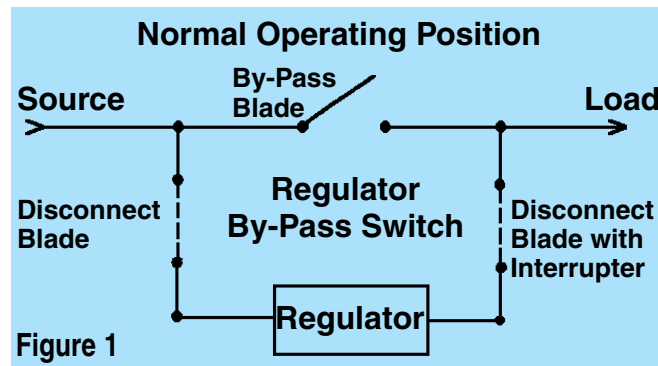 Normal Operating Position
By-Pass
Blade
Source
Load
Regulator
By-Pass Switch
Disconnect
Blade
Disconnect
Blade with
Interrupter
Regulator
Figure 1